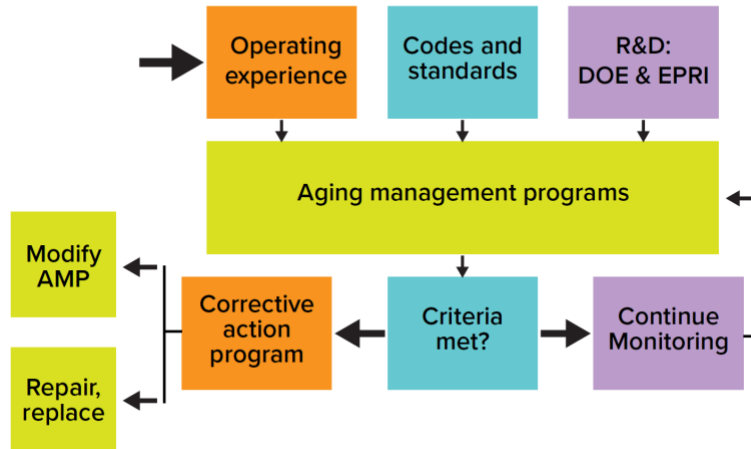 Operating
experience
Codes and
standards
R&D:
DOE & EPRI
Aging management programs
Modify
AMP
Corrective
action
program
Criteria
met?
Continue
Monitoring
Repair,
replace